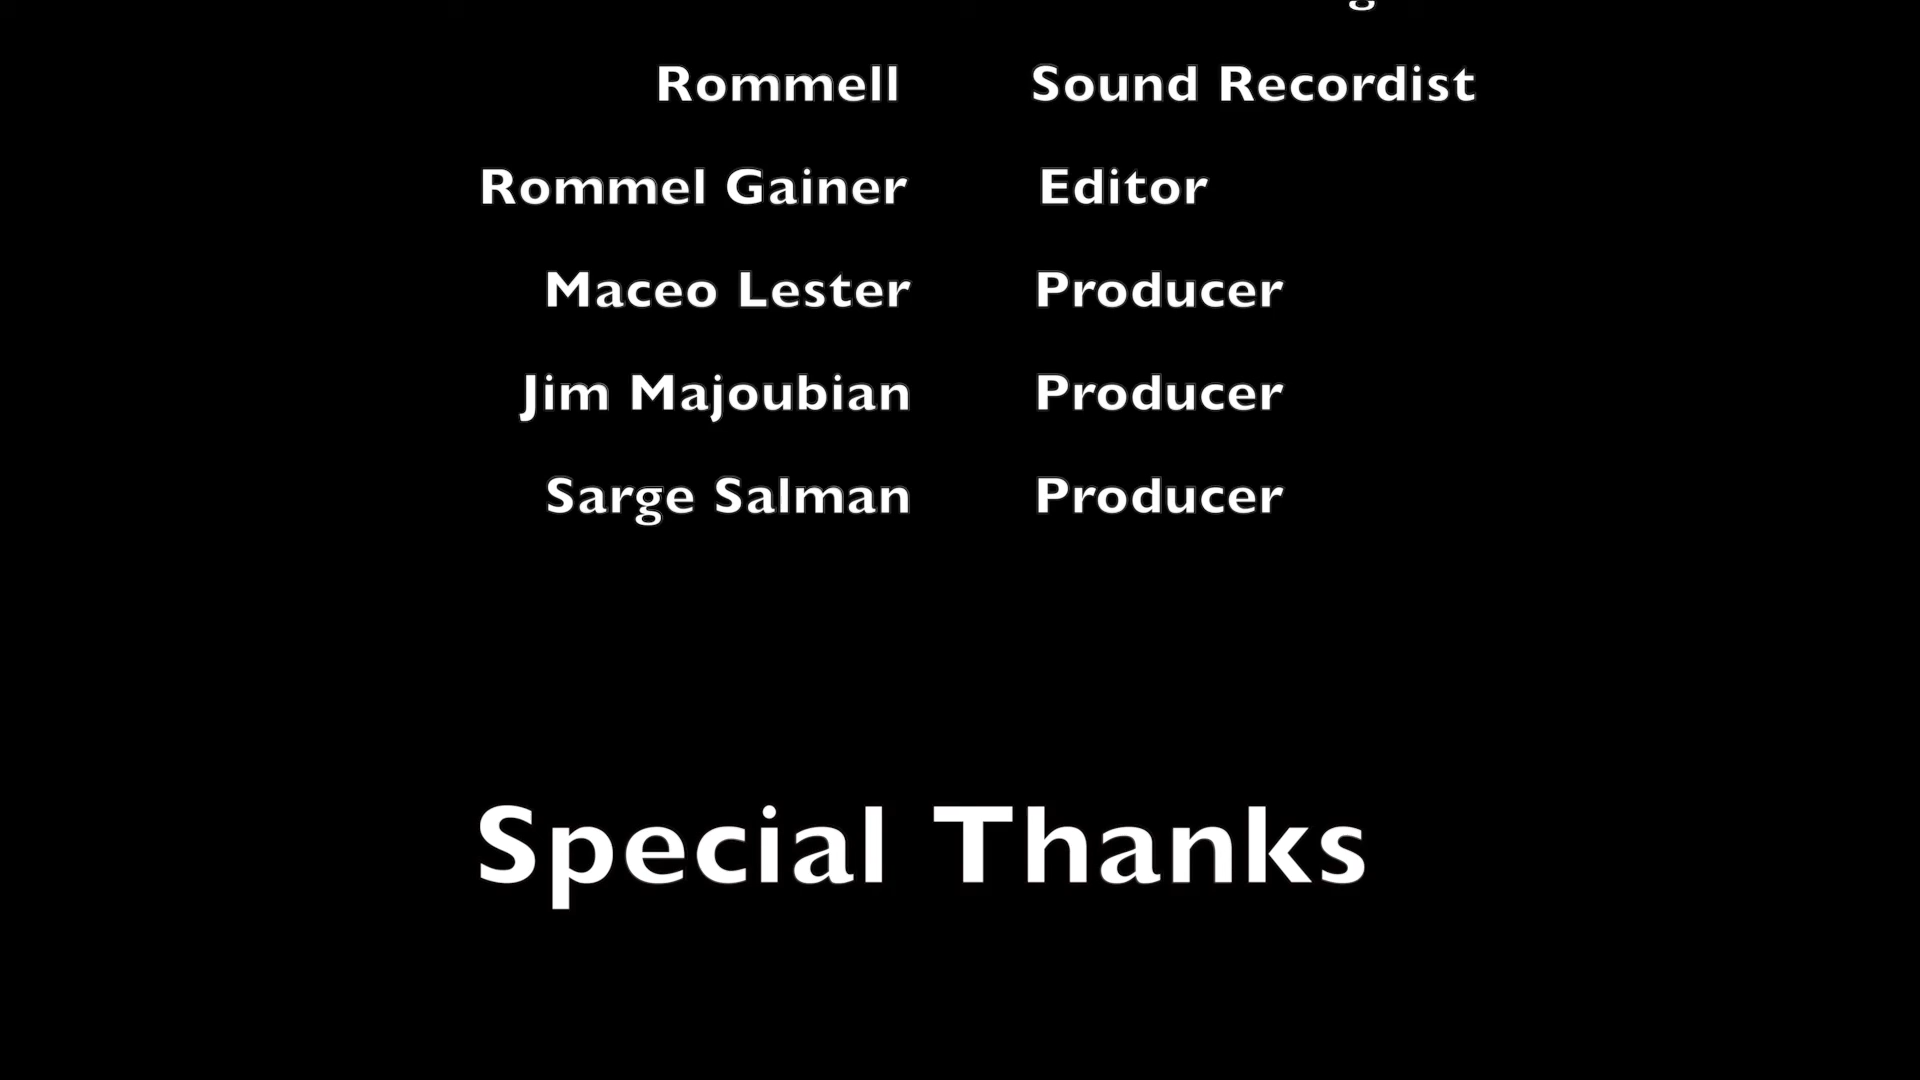 Rommell Sound Recordist
Rommel Gainer Editor
Maceo Lester Producer
Jim Majoubian Producer
Sarge Salman Producer
Special Thanks